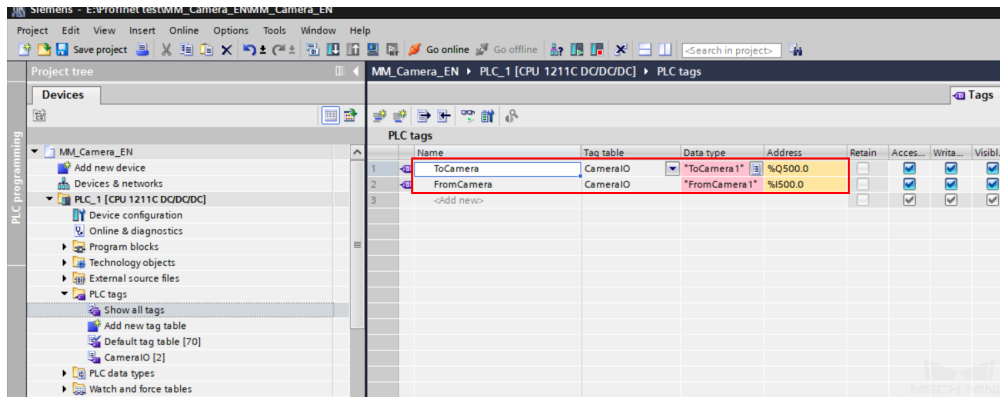 Siemens - E:\Profinet test\MM_Camera_EN\MM_Camera_EN
Project Edit View Insert Online Options Tools Window Help
Save project Go online Go offline <Search in project>
Project tree
MM_Camera_EN PLC_1 [CPU 1211C DC/DC/DC] PLC tags
Devices
Tags
PLC programming
PLC tags
Name Tag table Data type Address Retain Acces... Writa... Visibl..
1 ToCamera CameraIO "ToCamera1" %Q500.0
2 FromCamera CameraIO "FromCamera1" %I500.0
3 <Add new>
MM_Camera_EN
Add new device
Devices & networks
PLC_1 [CPU 1211C DC/DC/DC]
Device configuration
Online & diagnostics
Program blocks
Technology objects
External source files
PLC tags
Show all tags
Add new tag table
Default tag table [70]
CameraIO [2]
PLC data types
Watch and force tables
MECH MIND